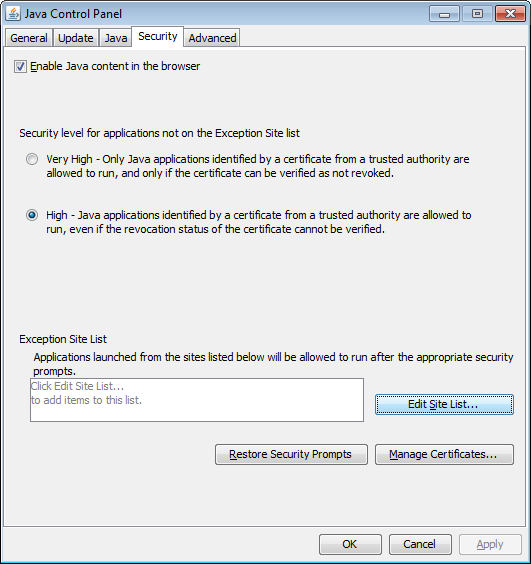 Java Control Panel
General Update Java Security Advanced
Enable Java content in the browser
Security level for applications not on the Exception Site list
Very High - Only Java applications identified by a certificate from a trusted authority are
allowed to run, and only if the certificate can be verified as not revoked.
High - Java applications identified by a certificate from a trusted authority are allowed to
run, even if the revocation status of the certificate cannot be verified.
Exception Site List
Applications launched from the sites listed below will be allowed to run after the appropriate security
prompts.
Click Edit Site List...
to add items to this list.
Edit Site List...
Restore Security Prompts Manage Certificates...
OK Cancel Apply